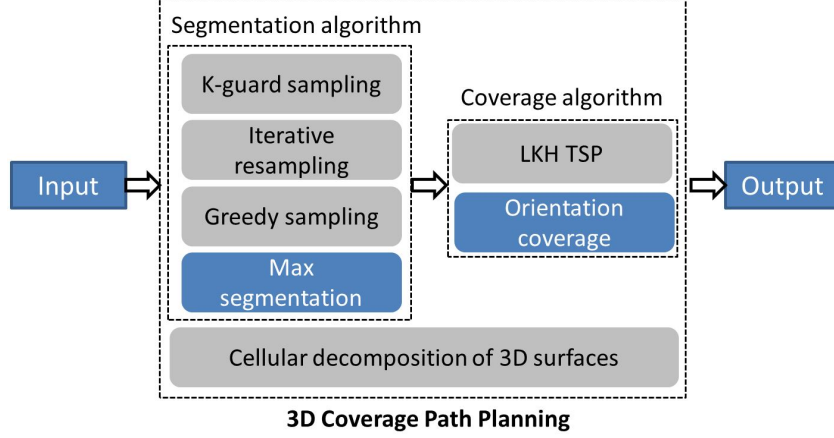 Segmentation algorithm
K-guard sampling
Iterative
resampling
Greedy sampling
Max
segmentation
Coverage algorithm
LKH TSP
Orientation
coverage
Input
Output
Cellular decomposition of 3D surfaces
3D Coverage Path Planning